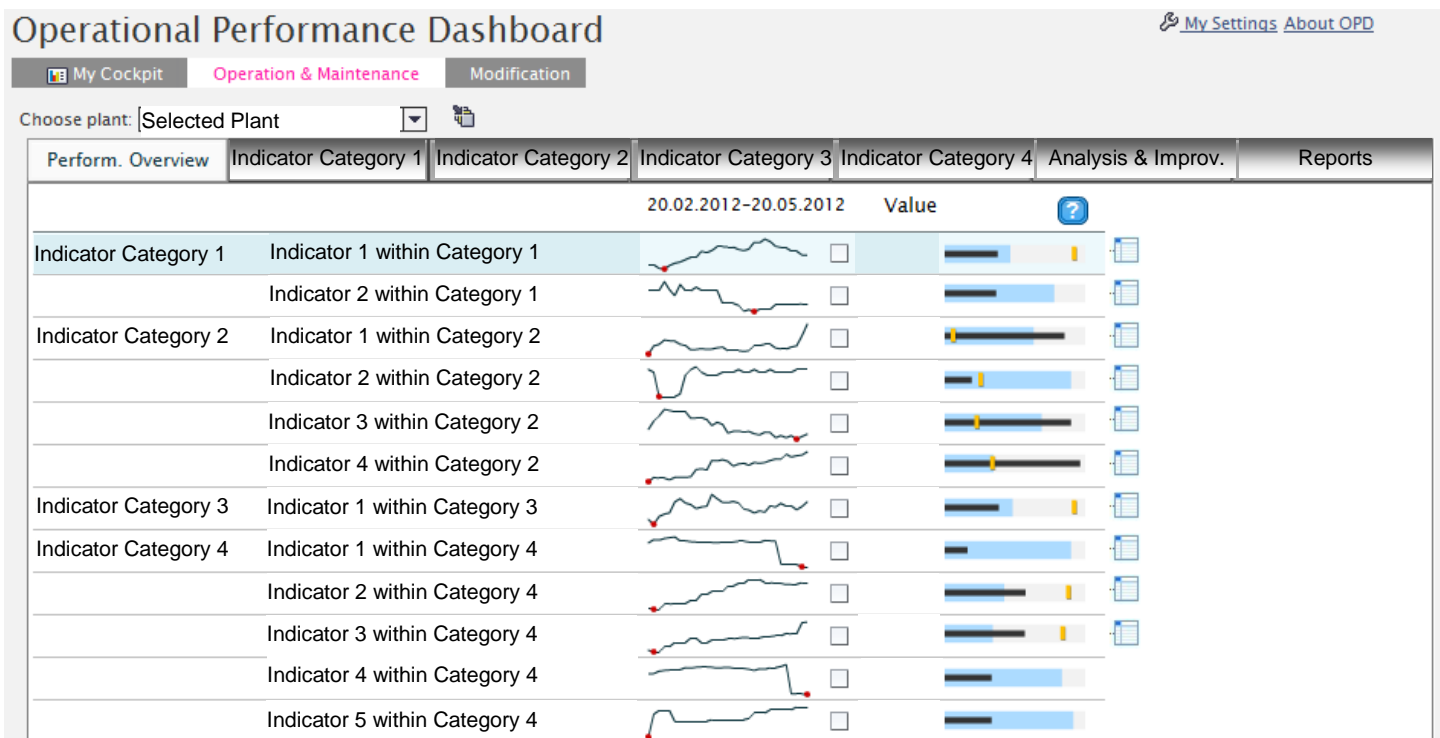 Operational Performance Dashboard
My Settings About OPD
My Cockpit Operation & Maintenance Modification
Choose plant: Selected Plant
Perform. Overview Indicator Category 1 Indicator Category 2 Indicator Category 3 Indicator Category 4 Analysis & Improv. Reports
20.02.2012-20.05.2012 Value ?
Indicator Category 1 Indicator 1 within Category 1
Indicator 2 within Category 1
Indicator Category 2 Indicator 1 within Category 2
Indicator 2 within Category 2
Indicator 3 within Category 2
Indicator 4 within Category 2
Indicator Category 3 Indicator 1 within Category 3
Indicator Category 4 Indicator 1 within Category 4
Indicator 2 within Category 4
Indicator 3 within Category 4
Indicator 4 within Category 4
Indicator 5 within Category 4